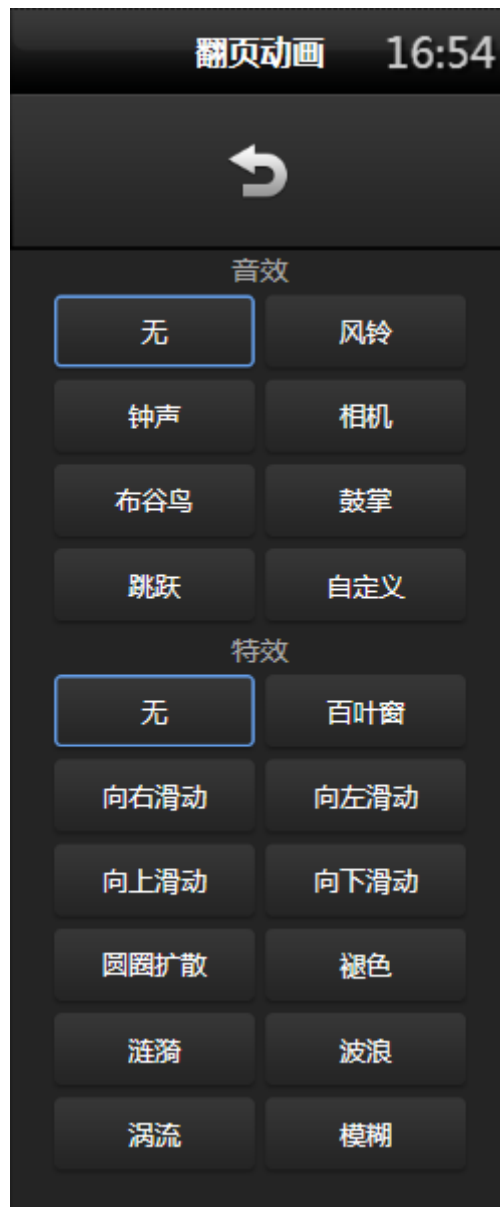 翻页动画 16:54
音效
无 风铃
钟声 相机
布谷鸟 鼓掌
跳跃 自定义
特效
无 百叶窗
向右滑动 向左滑动
向上滑动 向下滑动
圆圈扩散 褪色
涟漪 波浪
涡流 模糊